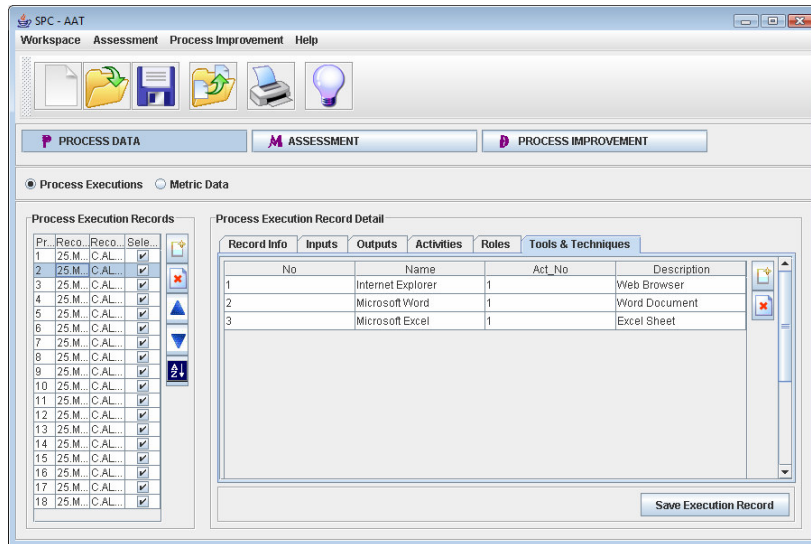 SPC - AAT
Workspace Assessment Process Improvement Help
P PROCESS DATA M ASSESSMENT PROCESS IMPROVEMENT
Process Executions Metric Data
Process Execution Records Process Execution Record Detail
Record Info Inputs Outputs Activities Roles Tools & Techniques
Pr... Reco... Reco... Sele...
No Name Act_No Description
1 25.M... C.AL...
2 25.M... C.AL...
3 25.M... C.AL...
4 25.M... C.AL...
5 25.M... C.AL...
6 25.M... C.AL...
7 25.M... C.AL...
8 25.M... C.AL...
9 25.M... C.AL...
10 25.M... C.AL...
11 25.M... C.AL...
12 25.M... C.AL...
13 25.M... C.AL...
14 25.M... C.AL...
15 25.M... C.AL...
16 25.M... C.AL...
17 25.M... C.AL...
18 25.M... C.AL...
A Z
1 Internet Explorer 1 Web Browser
2 Microsoft Word 1 Word Document
3 Microsoft Excel 1 Excel Sheet
Save Execution Record